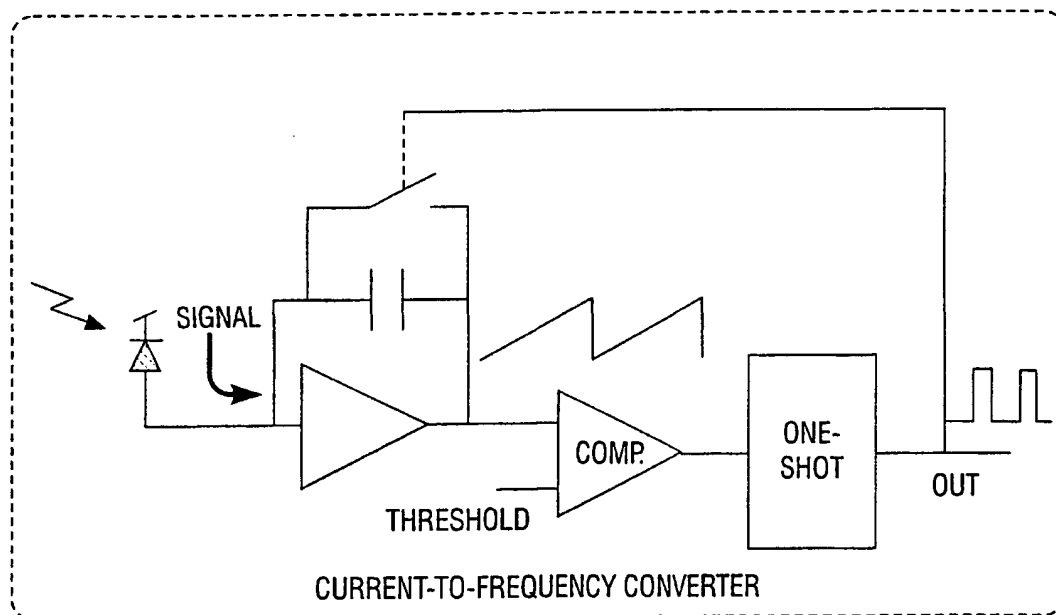 SIGNAL
COMP.
THRESHOLD
ONE-
SHOT
OUT
CURRENT-TO-FREQUENCY CONVERTER